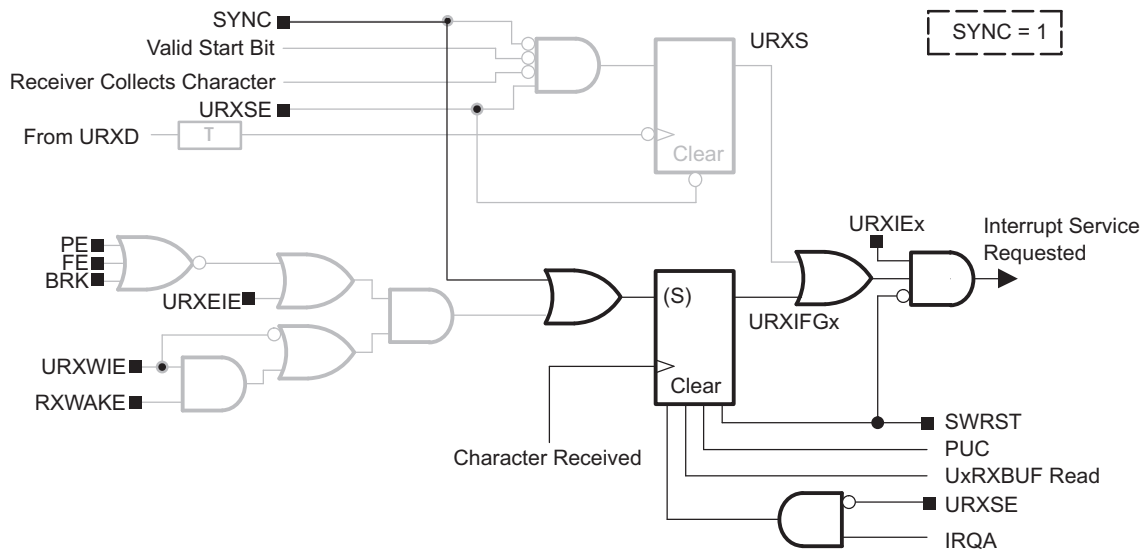 SYNC
URXS
SYNC = 1
Valid Start Bit
Receiver Collects Character
URXSE
From URXD
T
Clear
PE
FE
BRK
URXEIE
URXWIE
RXWAKE
(S)
Clear
URXIFGx
URXIEx
Interrupt Service
Requested
Character Received
SWRST
PUC
UxRXBUF Read
URXSE
IRQA